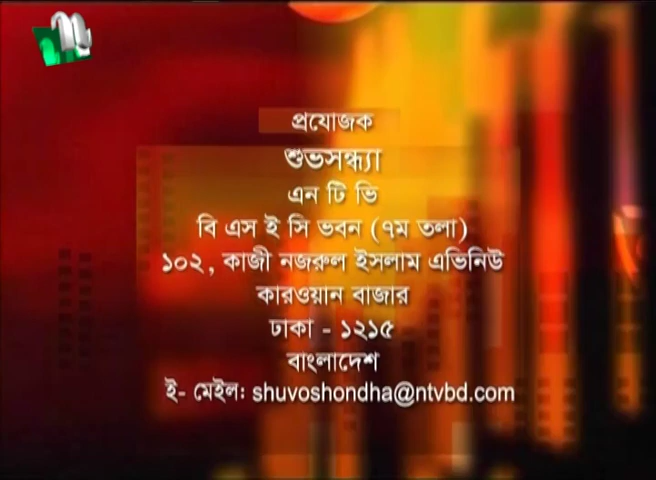 প্রযোজক
শুভসন্ধ্যা
এন টি ভি
বি এস ই সি ভবন (৭ম তলা)
১০২, কাজী নজরুল ইসলাম এভিনিউ
কারওয়ান বাজার
ঢাকা - ১২১৫
বাংলাদেশ
ই- মেইল: shuvoshondha@ntvbd.com